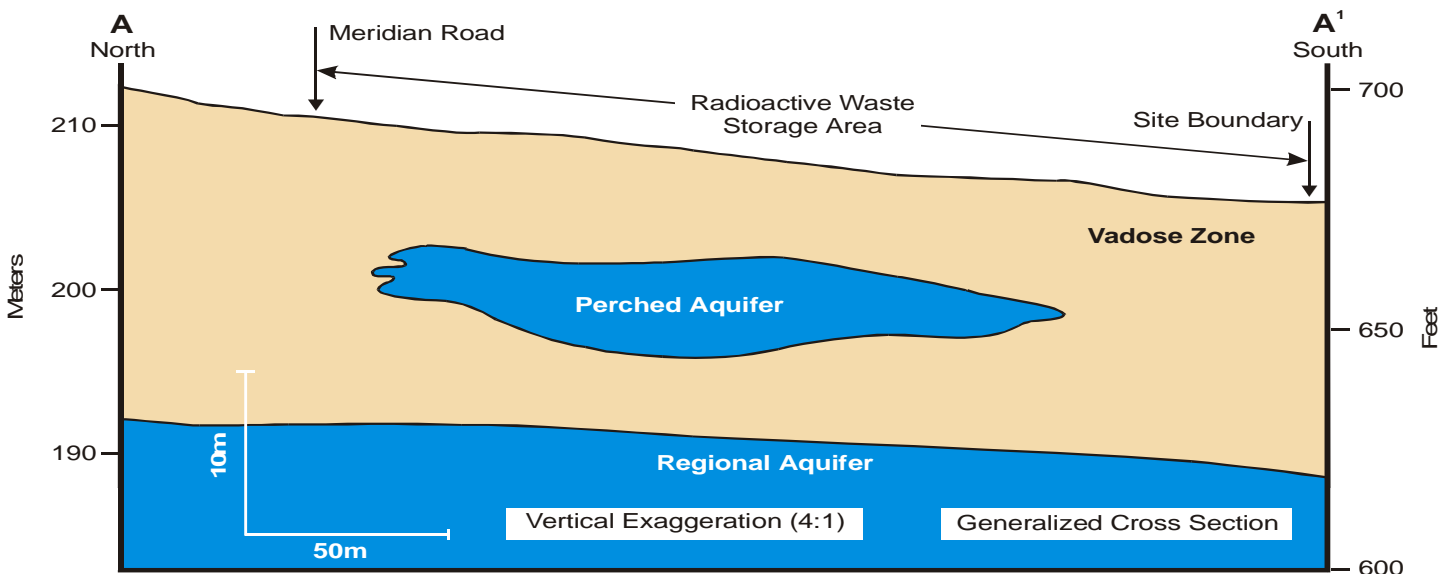 A
North
Meridian Road
A¹
South
Radioactive Waste
Storage Area
Site Boundary
700
210
Vadose Zone
Meters
200
Perched Aquifer
650
Feet
10m
190
Regional Aquifer
Vertical Exaggeration (4:1)
Generalized Cross Section
50m
600